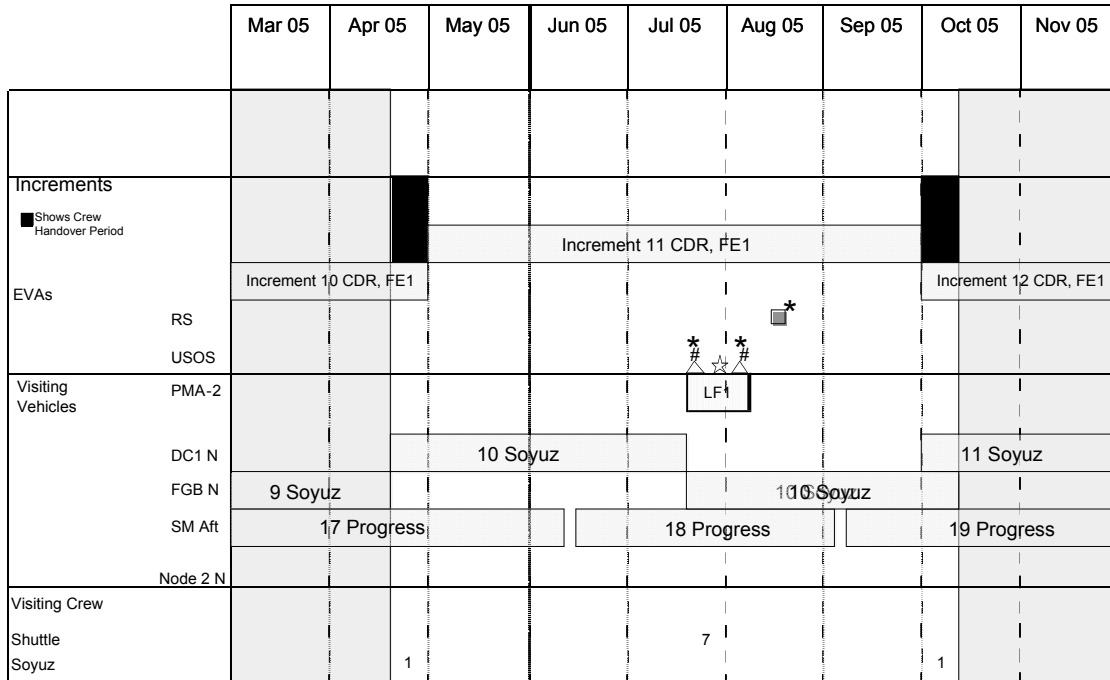 Mar 05 Apr 05 May 05 Jun 05 Jul 05 Aug 05 Sep 05 Oct 05 Nov 05
Increments
Shows Crew
Handover Period
Increment 11 CDR, FE1
Increment 10 CDR, FE1 Increment 12 CDR, FE1
EVAs
RS *
USOS * # * #
Visiting
Vehicles
PMA-2 LF1
DC1 N 10 Soyuz 11 Soyuz
FGB N 9 Soyuz 10 Soyuz
SM Aft 17 Progress 18 Progress 19 Progress
Node 2 N
Visiting Crew
Shuttle 7
Soyuz 1 1